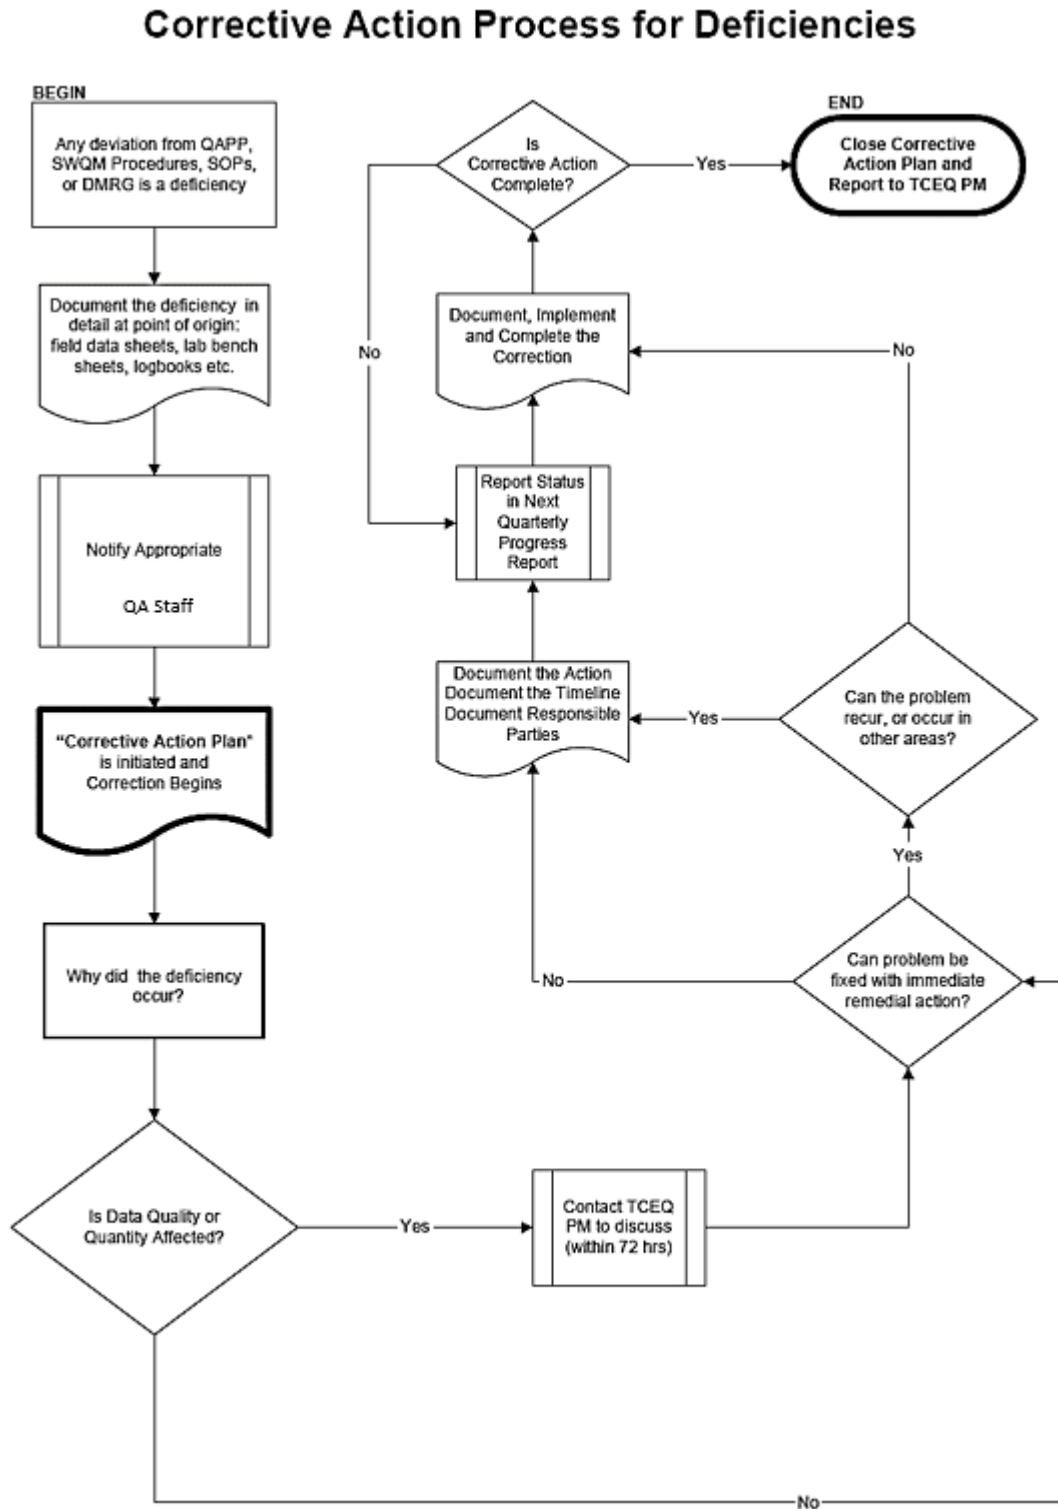 Corrective Action Process for Deficiencies
BEGIN
Any deviation from QAPP,
SWQM Procedures, SOPs,
or DMRG is a deficiency
Document the deficiency in
detail at point of origin:
field data sheets, lab bench
sheets, logbooks etc.
Notify Appropriate
QA Staff
“Corrective Action Plan"
is initiated and
Correction Begins
Why did the deficiency
occur?
Is Data Quality or
Quantity Affected?
Yes
No
Contact TCEQ
PM to discuss
(within 72 hrs)
Can problem be
fixed with immediate
remedial action?
No
Yes
Can the problem
recur, or occur in
other areas?
Yes
No
Document the Action
Document the Timeline
Document Responsible
Parties
Report Status
in Next
Quarterly
Progress
Report
Document, Implement
and Complete the
Correction
Is
Corrective Action
Complete?
No
Yes
END
Close Corrective
Action Plan and
Report to TCEQ PM